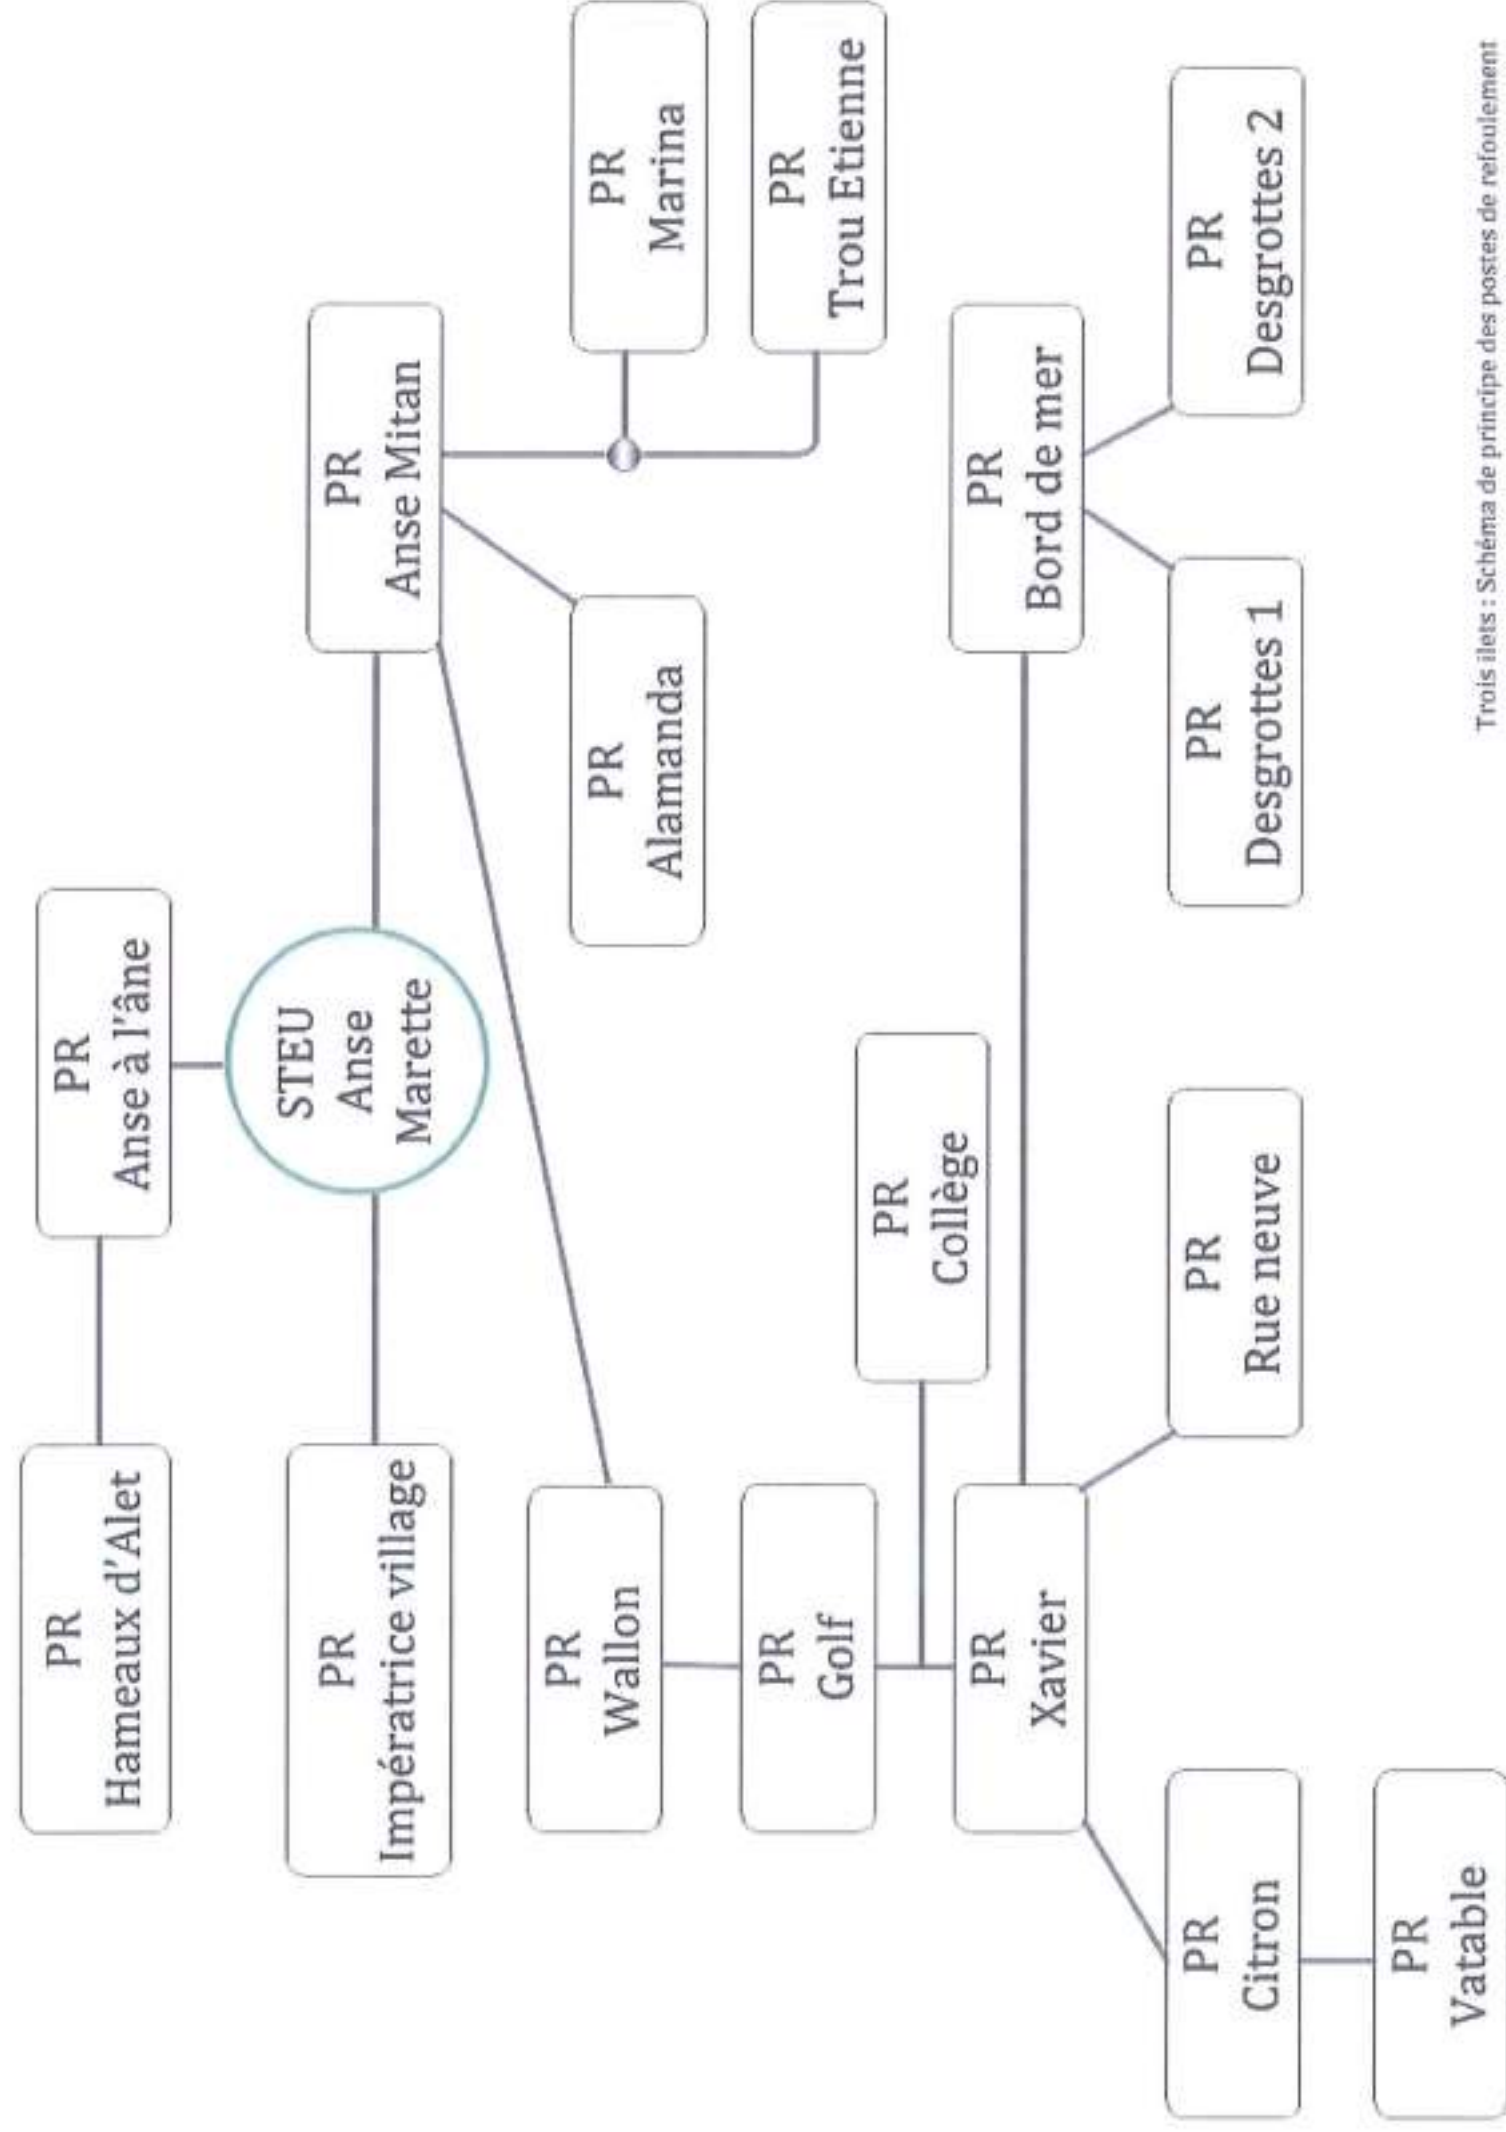 PR
Hameaux d'Alet
PR
Anse à l'âne
PR
Impératrice village
STEU
Anse
Marette
PR
Anse Mitan
PR
Wallon
PR
Alamanda
PR
Marina
PR
Golf
PR
Trou Etienne
PR
Collège
PR
Xavier
PR
Bord de mer
PR
Citron
PR
Rue neuve
PR
Desgrottes 1
PR
Desgrottes 2
PR
Vatable
Trois ilets : Schéma de principe des postes de refoulement